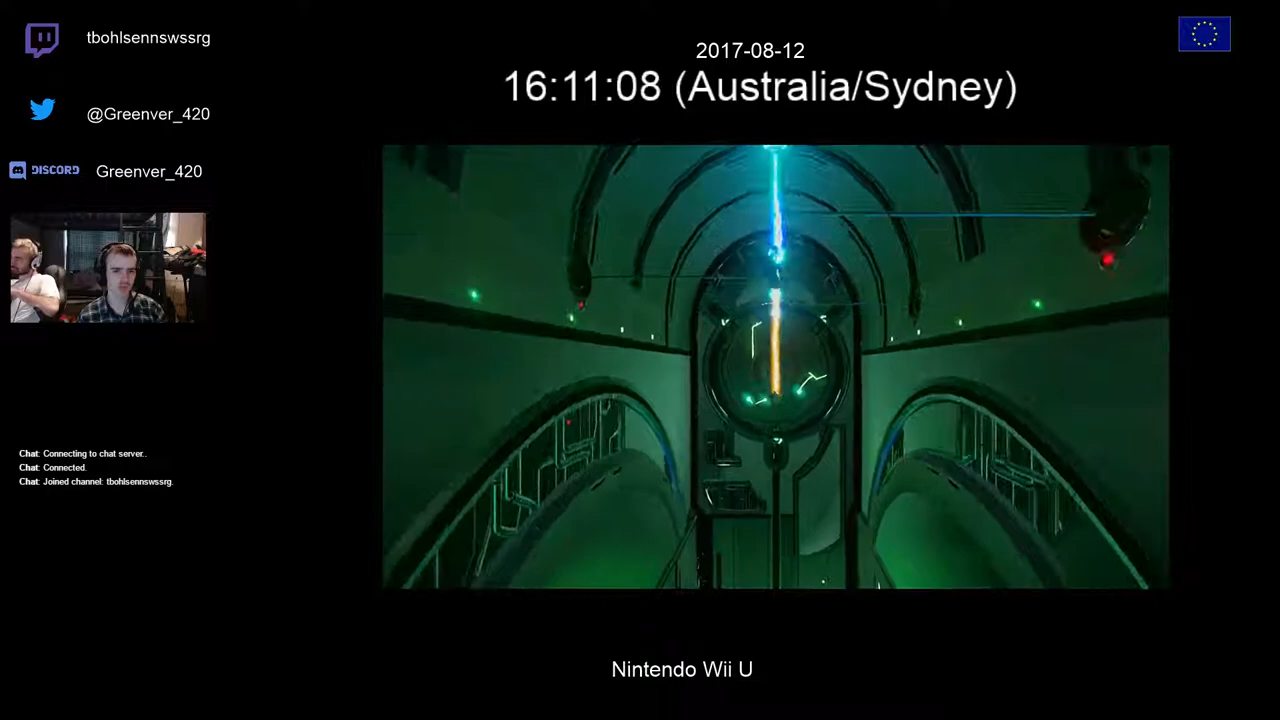 tbohlsennswssrg
@Greenver_420
DISCORD Greenver_420
2017-08-12
16:11:08 (Australia/Sydney)
Chat: Connecting to chat server..
Chat: Connected.
Chat: Joined channel: tbohlsennswssrg.
Nintendo Wii U